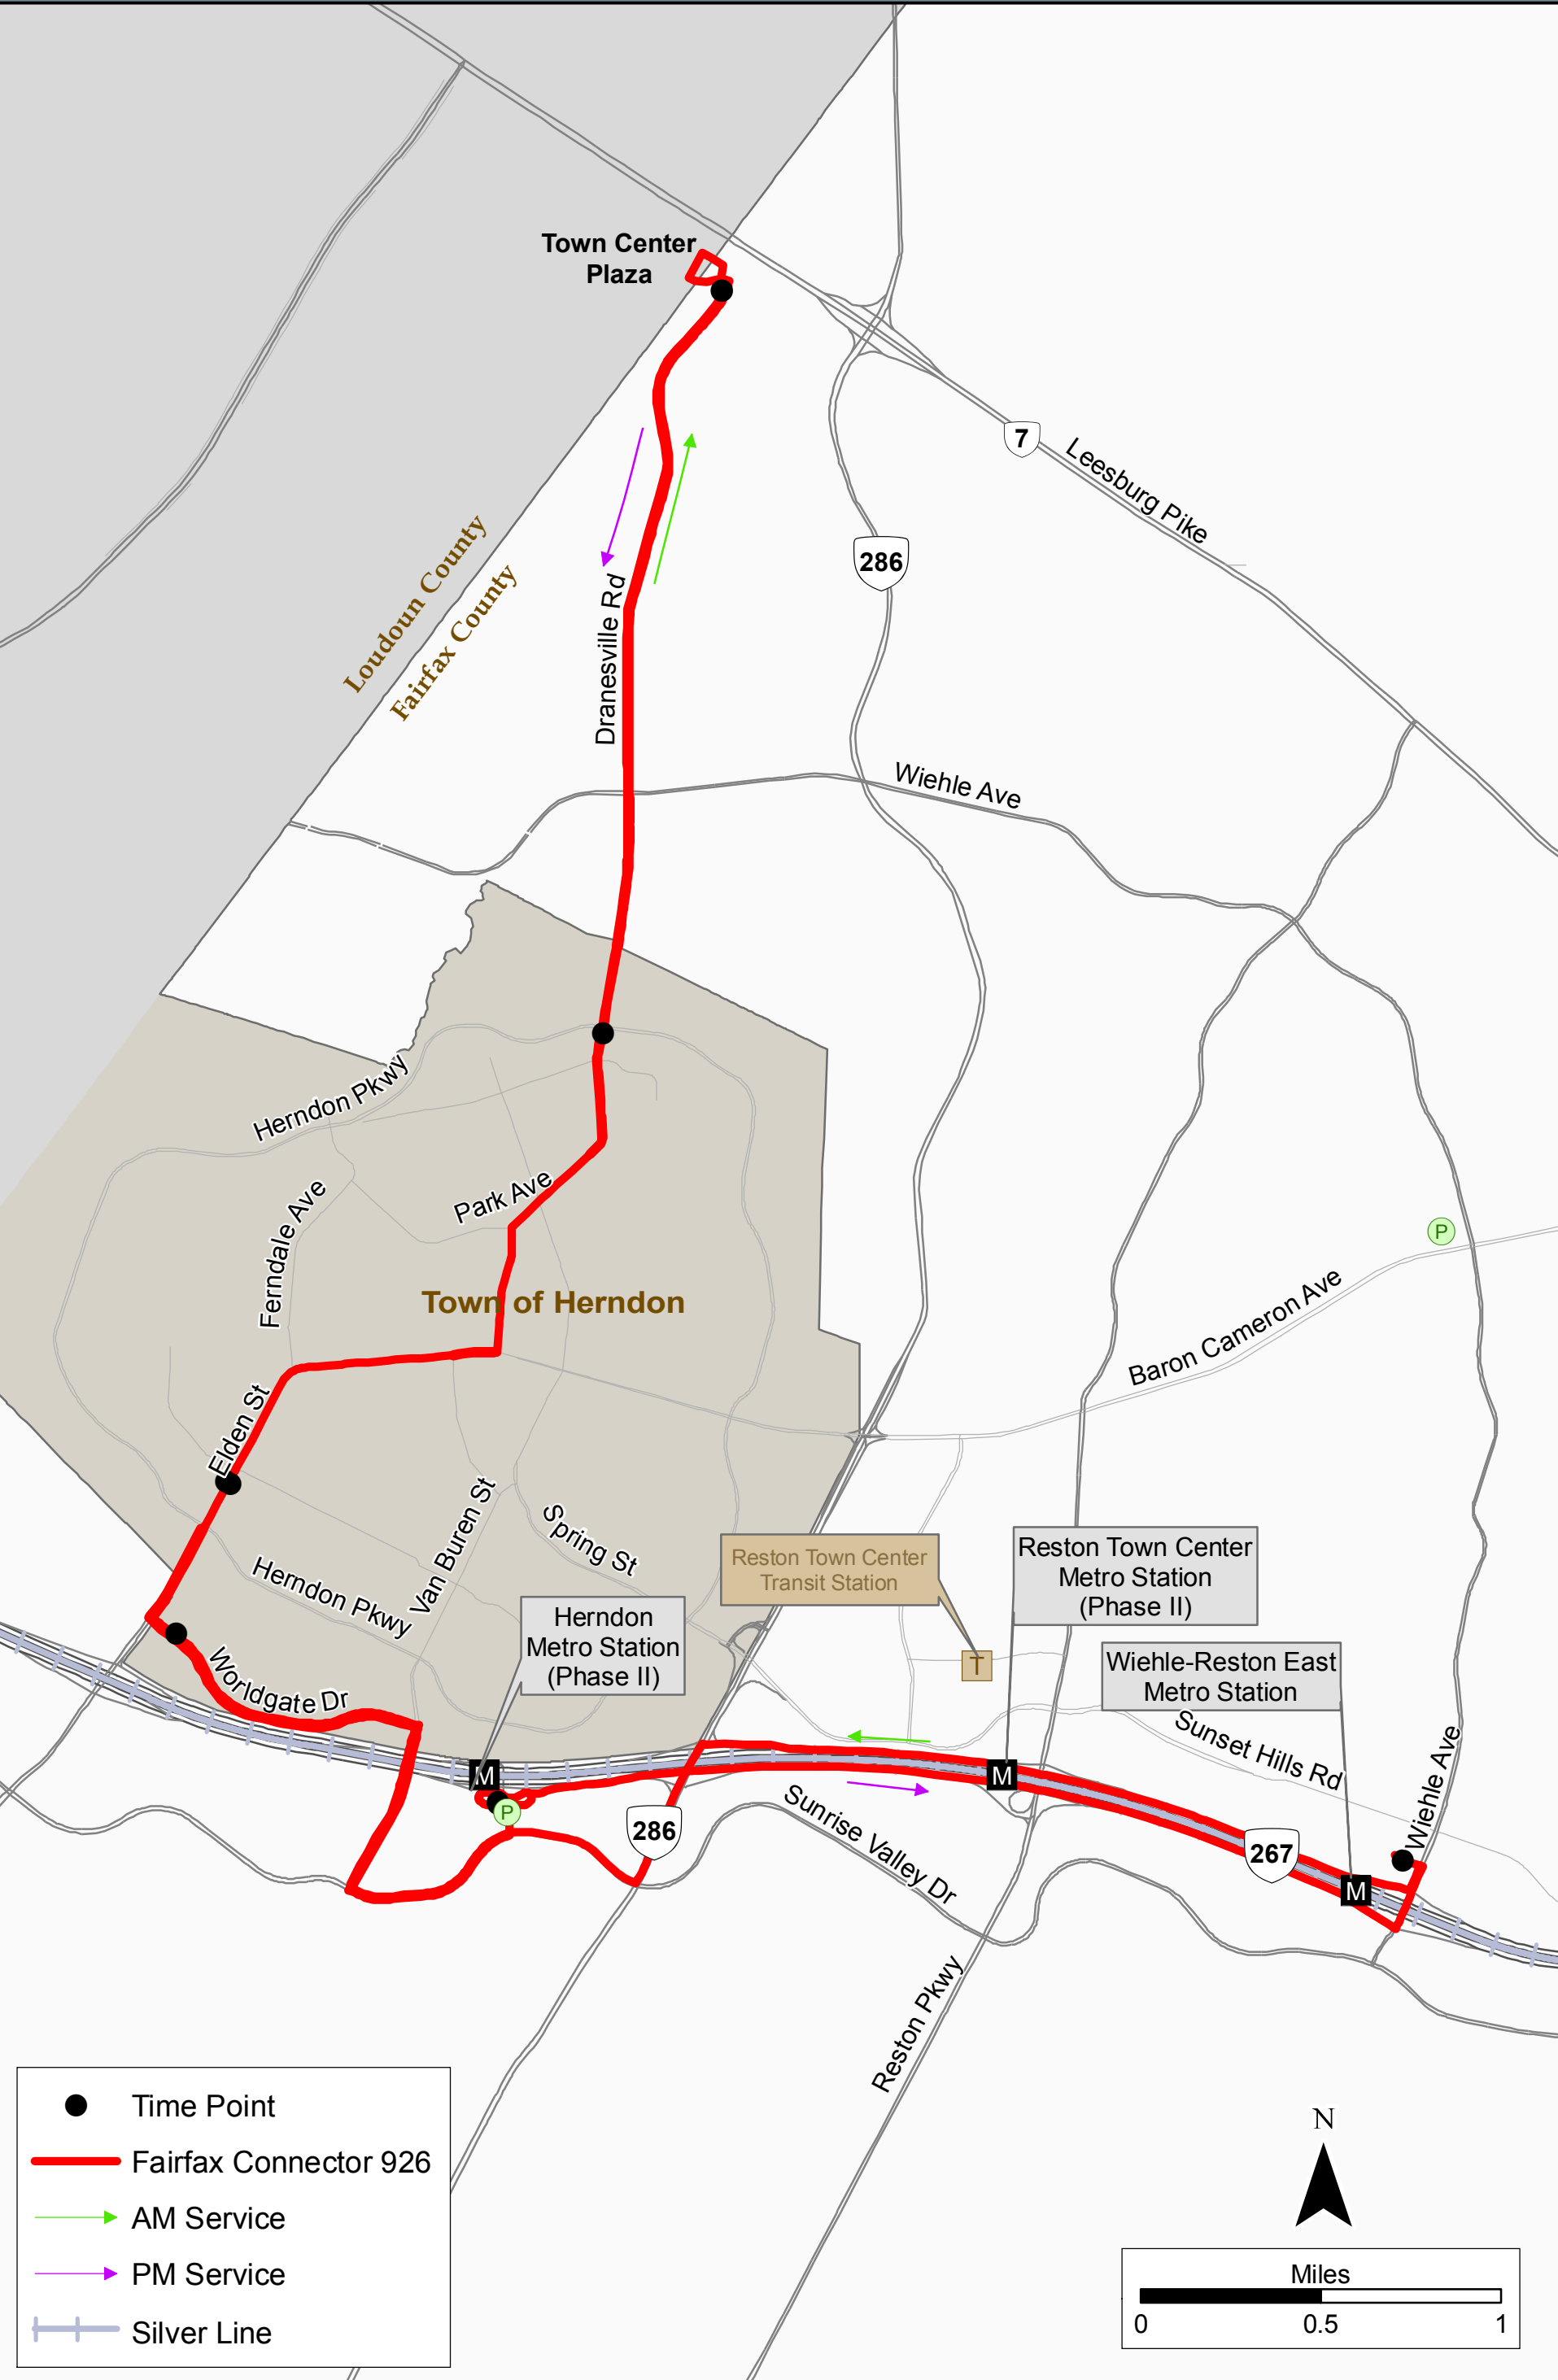 Town Center
Plaza
7
Leesburg Pike
286
Loudoun County
Fairfax County
Dranesville Rd
Wiehle Ave
Herndon Pkwy
Ferndale Ave
Park Ave
P
Town of Herndon
Baron Cameron Ave
Elden St
Van Buren St
Spring St
Herndon Pkwy
Reston Town Center
Transit Station
T
Reston Town Center
Metro Station
(Phase II)
Herndon
Metro Station
(Phase II)
Wiehle-Reston East
Metro Station
Worldgate Dr
Sunset Hills Rd
Wiehle Ave
M
M
P
286
Sunrise Valley Dr
267
M
Reston Pkwy
Time Point
Fairfax Connector 926
AM Service
PM Service
Silver Line
N
Miles
0 0.5 1